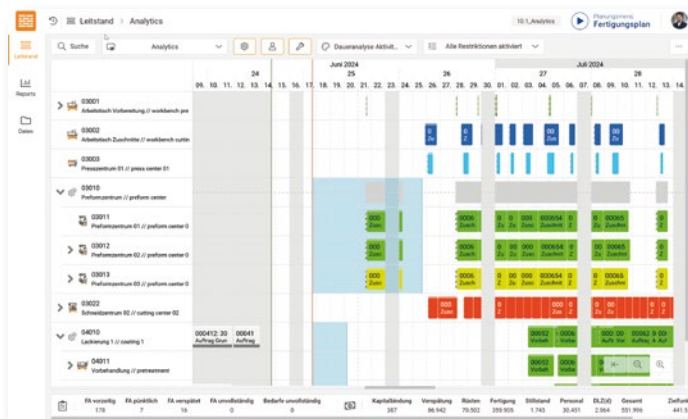 Leitstand > Analytics
10.1_Analytics
Planungsmenü
Fertigungsplan
Suche
Analytics
Daueranalyse Aktivit...
Alle Restriktionen aktiviert
Leitstand
Reports
Daten
Juni 2024
Juli 2024
24 25 26 27 28
09. 10. 11. 12. 13. 14. 15. 16. 17. 18. 19. 20. 21. 22. 23. 24. 25. 26. 27. 28. 29. 30. 01. 02. 03. 04. 05. 06. 07. 08. 09. 10. 11. 12. 13. 14.
03001
Arbeitstisch Vorbereitung // workbench pre
03002
Arbeitstisch Zuschnitte // workbench cuttin
03003
Presszentrum 01 // press center 01
03010
Preformzentrum // preform center
03011
Preformzentrum 01 // preform center 0
03012
Preformzentrum 02 // preform center 0
03013
Preformzentrum 03 // preform center 0
03022
Schneidzentrum 02 // cutting center 02
04010
Lackierung 1 // coating 1
000412: 30
Auftrag Grun
00041
Auftrag
04011
Vorbehandlung // pretreatment
FA vorzeitig FA pünktlich FA verspätet FA unvollständig Bedarfe unvollständig
178 7 16 0 0
Kapitalbindung Verspätung Rüsten Fertigung Stillstand Personal DLZ(d) Gesamt
387 86.942 70.502 359.905 1.745 30.451 2.064 551.996